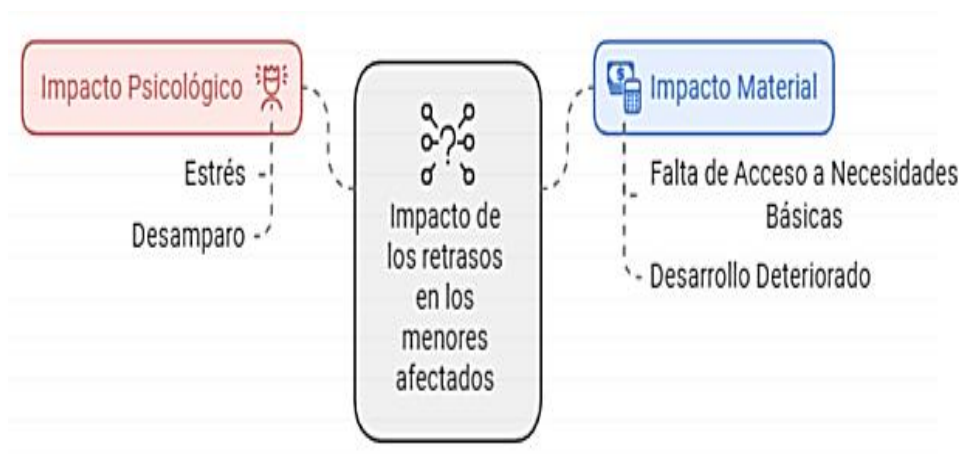 Impacto Psicológico
Estrés
Desamparo
Impacto de
los retrasos
en los
menores
afectados
$
Impacto Material
Falta de Acceso a Necesidades
Básicas
Desarrollo Deteriorado